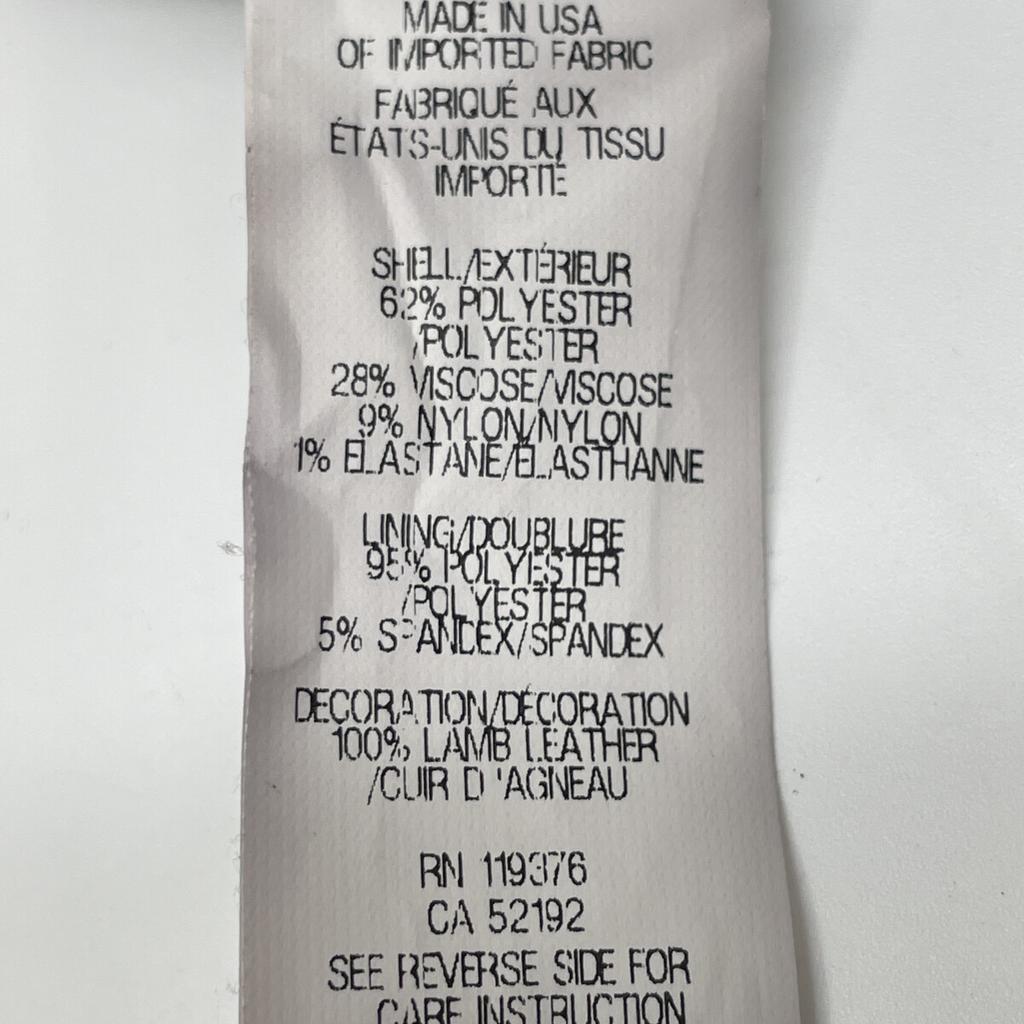 MADE IN USA
OF IMPORTED FABRIC
FABRIQUÉ AUX
ÉTATS-UNIS DU TISSU
IMPORTÉ
SHELL/EXTÉRIEUR
62% POLYESTER
/POLYESTER
28% VISCOSE/VISCOSE
9% NYLON/NYLON
1% ELASTANE/ÉLASTHANNE
LINING/DOUBLURE
95% POLYESTER
/POLYESTER
5% SPANDEX/SPANDEX
DECORATION/DÉCORATION
100% LAMB LEATHER
/CUIR D 'AGNEAU
RN 119376
CA 52192
SEE REVERSE SIDE FOR
CARE INSTRUCTION